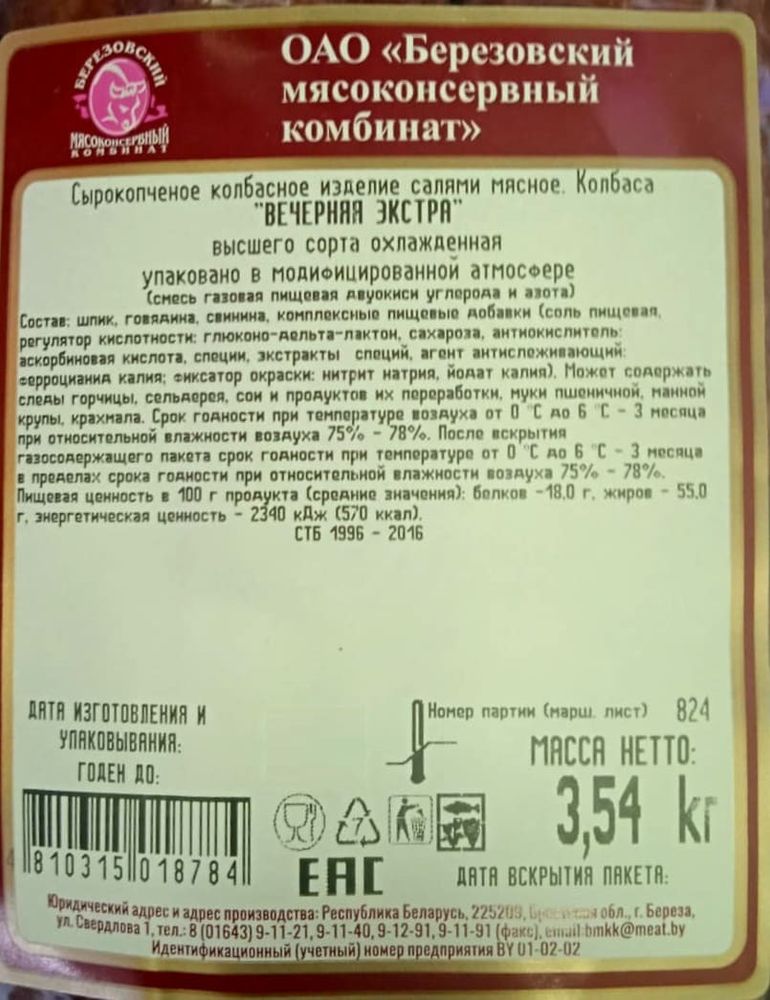 БЕРЕЗОВСКИЙ
МЯСОКОНСЕРВНЫЙ
КОМБИНАТ
ОАО «Березовский
мясоконсервный
комбинат»
Сырокопченое колбасное изделие салями мясное. Колбаса
"ВЕЧЕРНЯЯ ЭКСТРА"
высшего сорта охлажденная
упаковано в модифицированной атмосфере
(смесь газовая пищевая двуокиси углерода и азота)
Состав: шпик, говядина, свинина, комплексные пищевые добавки (соль пищевая,
регулятор кислотности: глюконо-дельта-лактон, сахароза, антиокислитель:
аскорбиновая кислота, специи, экстракты специй, агент антислеживающий:
ферроцианид калия; фиксатор окраски: нитрит натрия, йодат калия). Может содержать
следы горчицы, сельдерея, сои и продуктов их переработки, муки пшеничной, манной
крупы, крахмала. Срок годности при температуре воздуха от 0 °С до 6 °С - 3 месяца
при относительной влажности воздуха 75% - 78%. После вскрытия
газосодержащего пакета срок годности при температуре от 0 °С до 6 °С - 3 месяца
в пределах срока годности при относительной влажности воздуха 75% - 78%.
Пищевая ценность в 100 г продукта (средние значения): белков -18,0 г, жиров - 55,0
г, энергетическая ценность - 2340 кДж (570 ккал).
СТБ 1996 - 2016
ДАТА ИЗГОТОВЛЕНИЯ И
УПАКОВЫВАНИЯ:
ГОДЕН ДО:
Номер партии (марш. лист) 824
МАССА НЕТТО:
3,54 kг
7
4 810315 018784
ЕАС
ДАТА ВСКРЫТИЯ ПАКЕТА:
Юридический адрес и адрес производства: Республика Беларусь, 225209, обл., г. Береза,
ул. Свердлова 1, тел.: 8 (01643) 9-11-21, 9-11-40, 9-12-91, 9-11-91 (факс), email:bmkk@meat.by
Идентификационный (учетный) номер предприятия BY 01-02-02